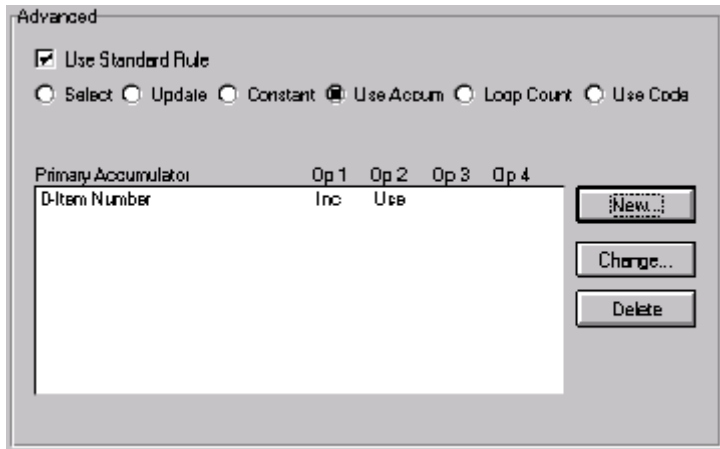 Advanced
Use Standard Rule
Select Update Constant Use Accum Loop Count Use Code
Primary Accumulator Op 1 Op 2 Op 3 Op 4
0-Item Number Inc Use
New...
Change...
Delete